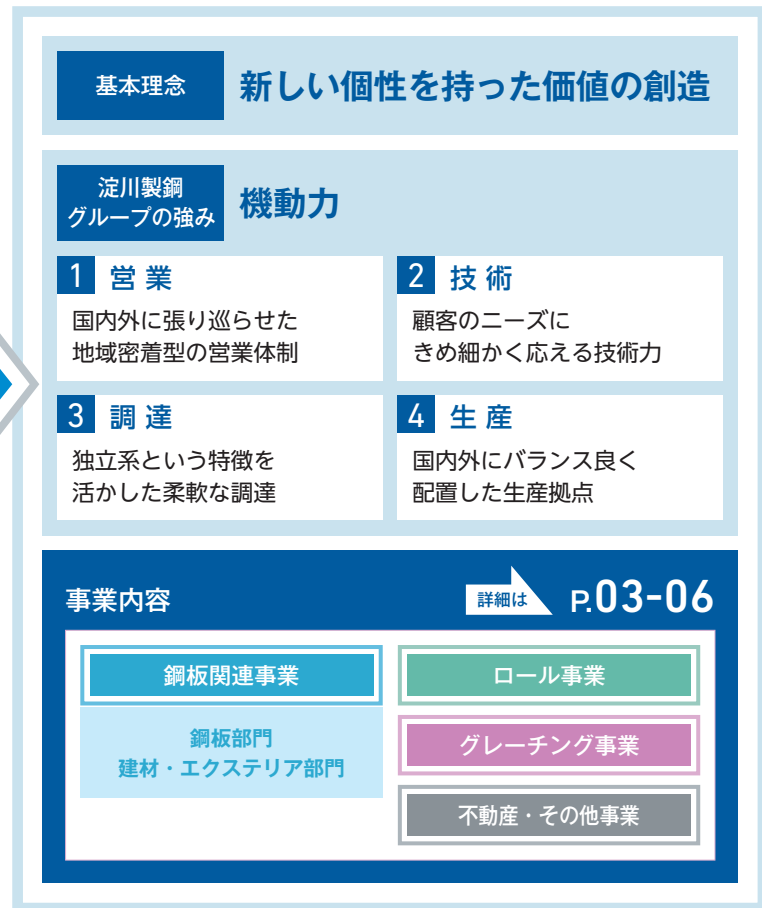 基本理念
新しい個性を持った価値の創造
淀川製鋼
グループの強み
機動力
1 営業
国内外に張り巡らせた
地域密着型の営業体制
2 技術
顧客のニーズに
きめ細かく応える技術力
3 調達
独立系という特徴を
活かした柔軟な調達
4 生産
国内外にバランス良く
配置した生産拠点
事業内容
詳細は P.03-06
鋼板関連事業
鋼板部門
建材・エクステリア部門
ロール事業
グレーチング事業
不動産・その他事業